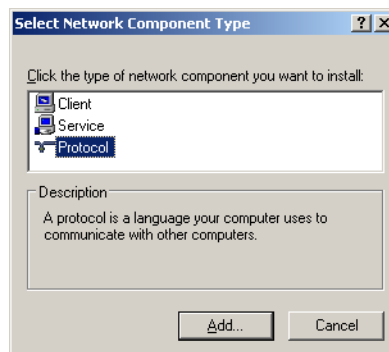 Select Network Component Type
Click the type of network component you want to install:
Client
Service
Protocol
Description
A protocol is a language your computer uses to
communicate with other computers.
Add... Cancel